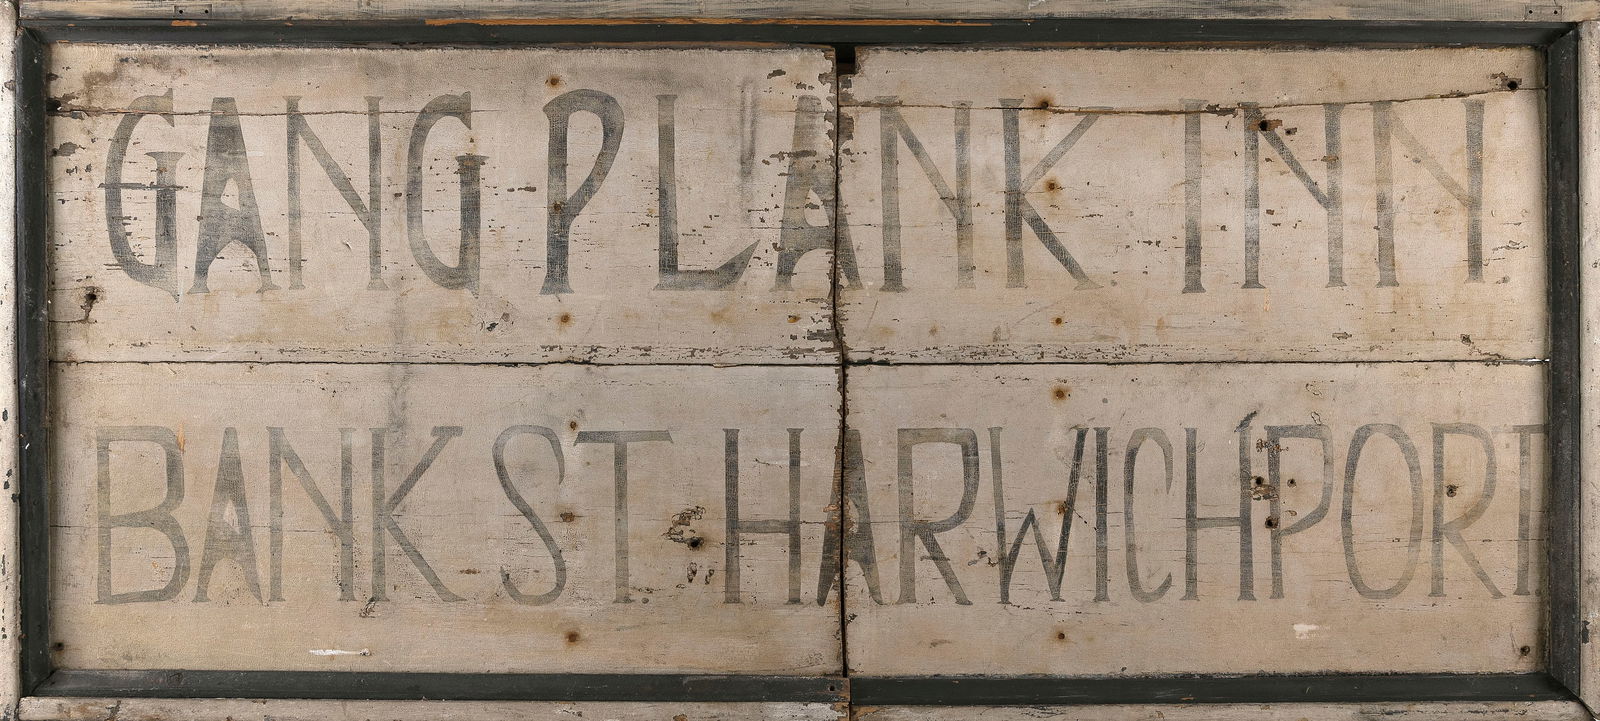 GANG PLANK INN.
BANK ST. HARWICHPORT.